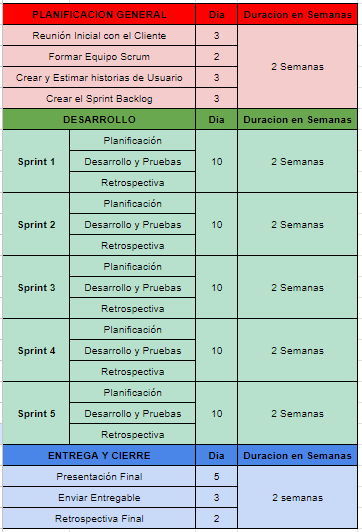 PLANIFICACION GENERAL Dia Duracion en Semanas
Reunión Inicial con el Cliente 3
Formar Equipo Scrum 2
2 Semanas
Crear y Estimar historias de Usuario 3
Crear el Sprint Backlog 3
DESARROLLO Dia Duracion en Semanas
Planificación
Sprint 1 Desarrollo y Pruebas 10 2 Semanas
Retrospectiva
Planificación
Sprint 2 Desarrollo y Pruebas 10 2 Semanas
Retrospectiva
Planificación
Sprint 3 Desarrollo y Pruebas 10 2 Semanas
Retrospectiva
Planificación
Sprint 4 Desarrollo y Pruebas 10 2 Semanas
Retrospectiva
Planificación
Sprint 5 Desarrollo y Pruebas 10 2 Semanas
Retrospectiva
ENTREGA Y CIERRE Dia Duracion en Semanas
Presentación Final 5
Enviar Entregable 3 2 semanas
Retrospectiva Final 2